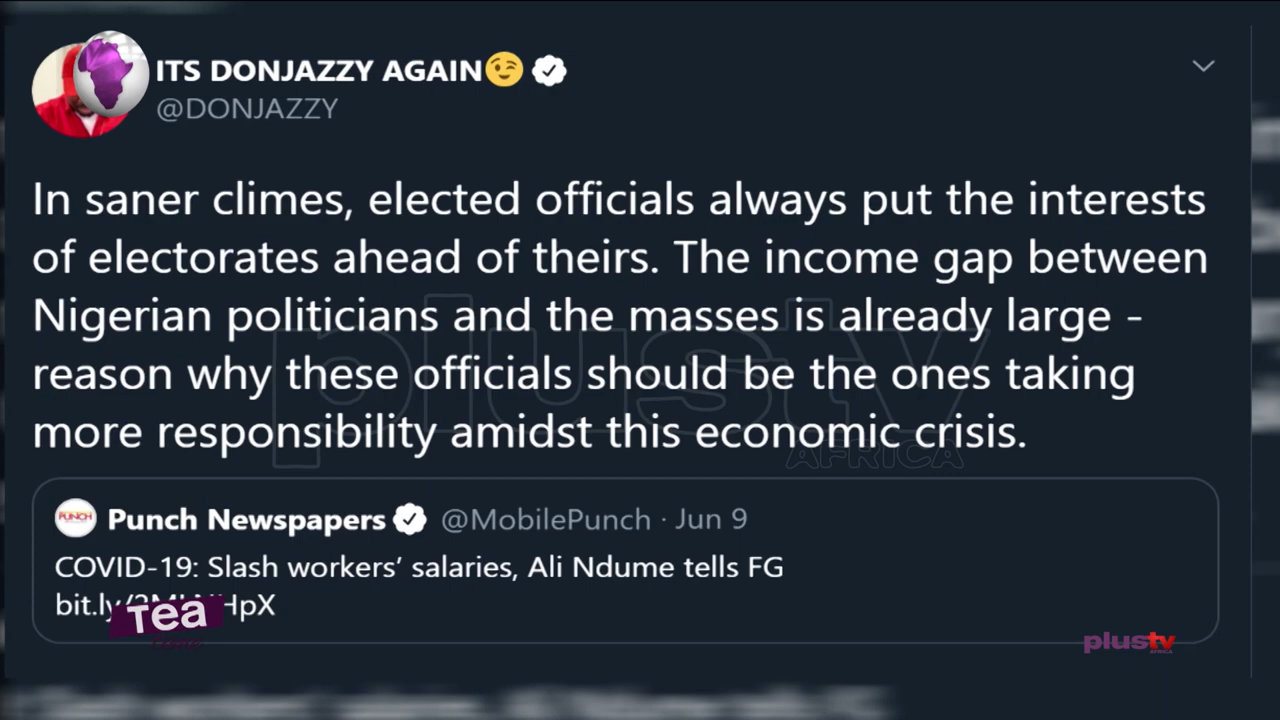 ITS DONJAZZY AGAIN😉
@DONJAZZY
In saner climes, elected officials always put the interests
of electorates ahead of theirs. The income gap between
Nigerian politicians and the masses is already large -
reason why these officials should be the ones taking
more responsibility amidst this economic crisis.
plustv
AFRICA
PUNCH
Punch Newspapers @MobilePunch · Jun 9
COVID-19: Slash workers’ salaries, Ali Ndume tells FG
Tea
plustv
AFRICA